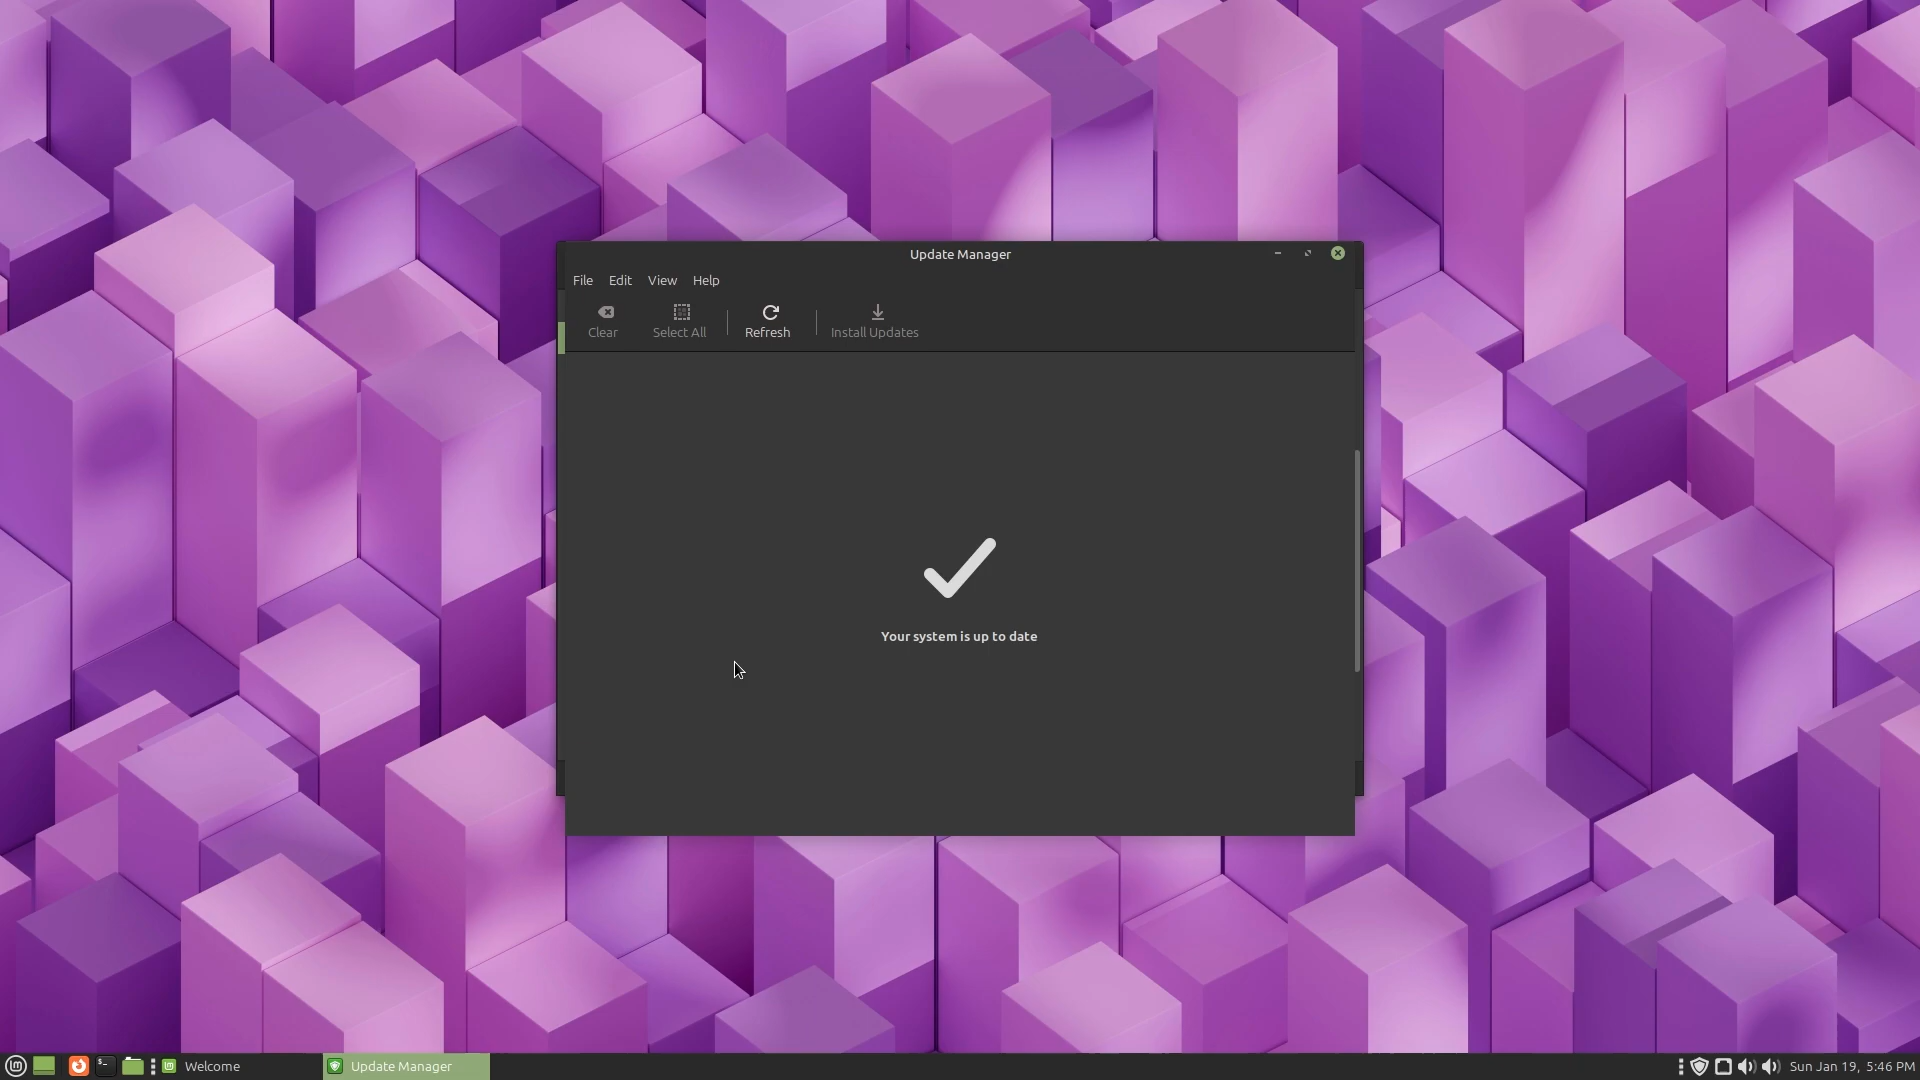 Update Manager
File Edit View Help
Clear Select All Refresh Install Updates
Your system is up to date
Welcome Update Manager Sun Jan 19, 5:46 PM